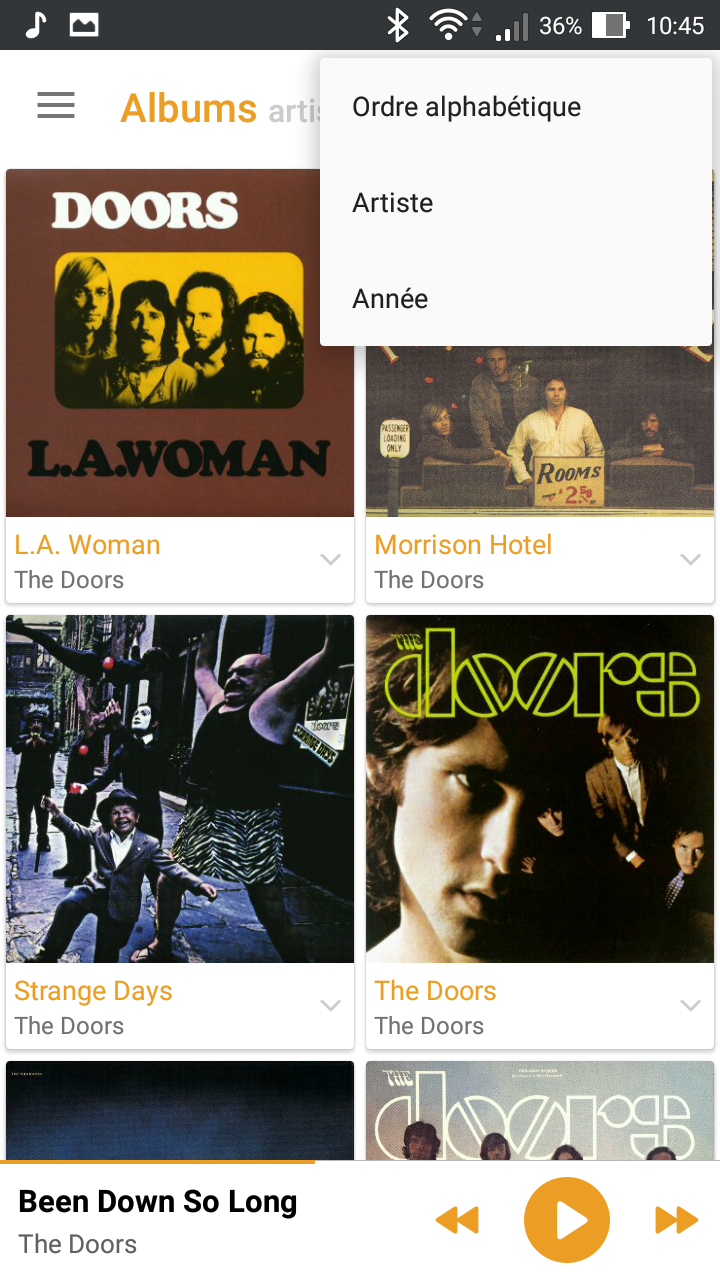 36% 10:45
Albums artis
Ordre alphabétique
Artiste
Année
DOORS
L.A.WOMAN
PASSENGER
LOADING
ONLY
ROOMS
2.50
L.A. Woman
The Doors
Morrison Hotel
The Doors
THE
doors
STRANGE DAYS
THE
doors
Strange Days
The Doors
The Doors
The Doors
THE
doors
Been Down So Long
The Doors